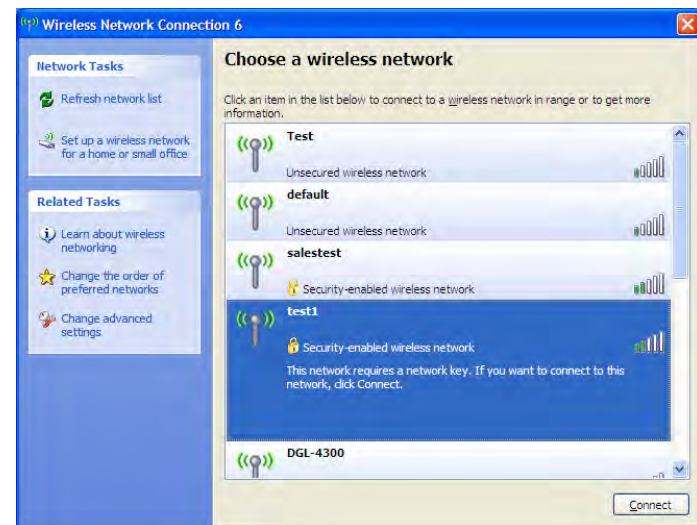 Wireless Network Connection 6
Network Tasks
Refresh network list
Set up a wireless network
for a home or small office
Related Tasks
Learn about wireless
networking
Change the order of
preferred networks
Change advanced
settings
Choose a wireless network
Click an item in the list below to connect to a wireless network in range or to get more
information.
Test
Unsecured wireless network
default
Unsecured wireless network
salestest
Security-enabled wireless network
test1
Security-enabled wireless network
This network requires a network key. If you want to connect to this
network, click Connect.
DGL-4300
Connect